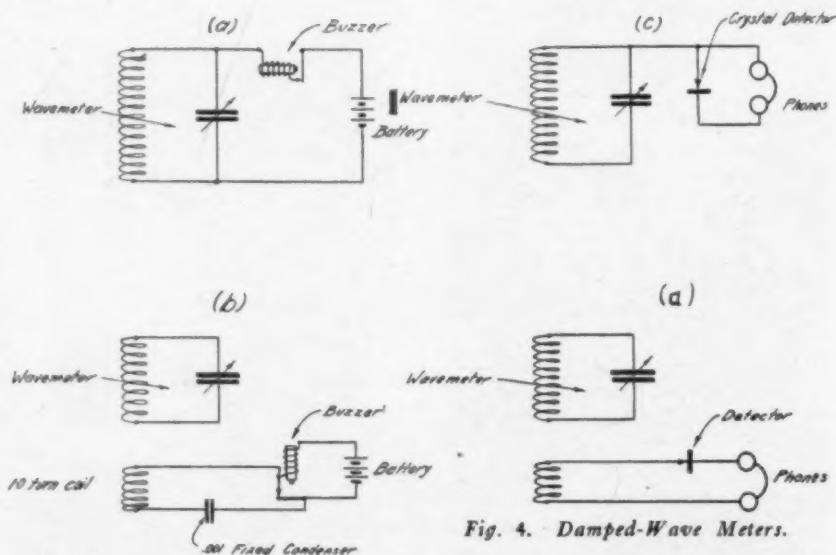 (a)
Buzzer
Wavemeter
Battery
(c)
Crystal Detector
Wavemeter
Phones
(b)
Wavemeter
Buzzer
Battery
10 turn coil
.001 Fixed Condenser
(a)
Wavemeter
Detector
Phones
Fig. 4. Damped-Wave Meters.